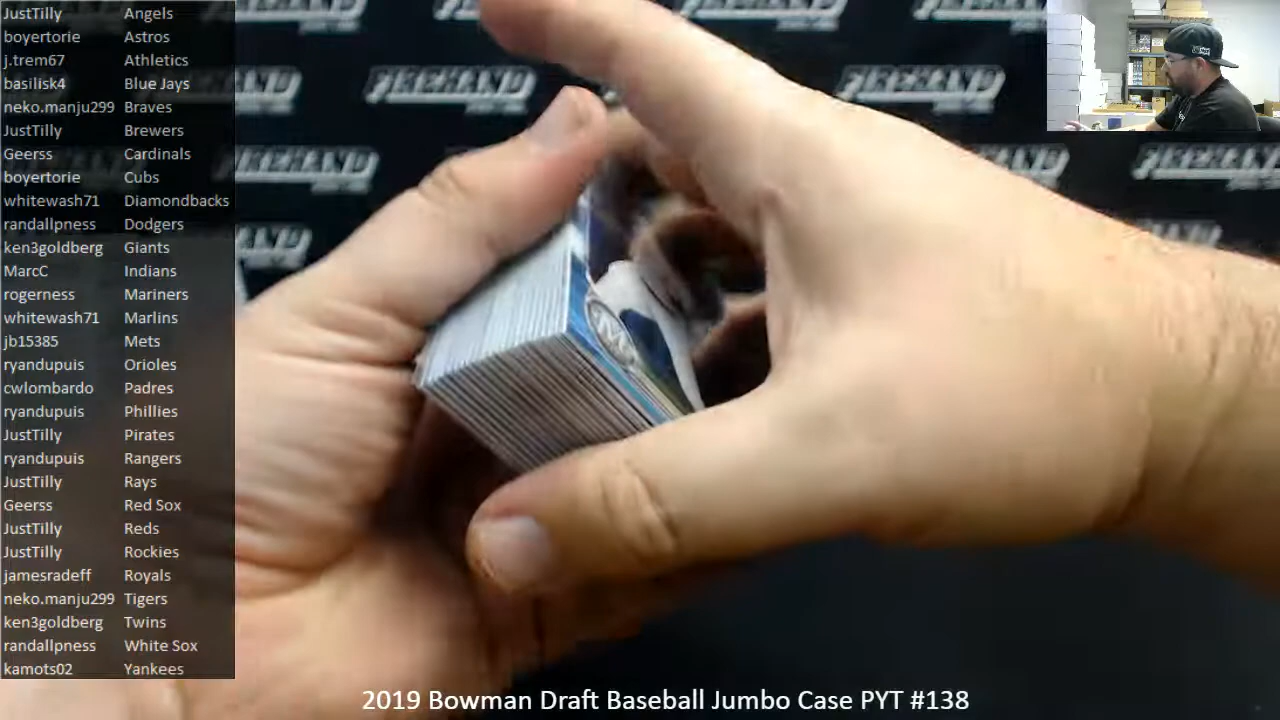 JustTilly Angels
boyertorie Astros
j.trem67 Athletics
basilisk4 Blue Jays
neko.manju299 Braves
JustTilly Brewers
Geerss Cardinals
boyertorie Cubs
whitewash71 Diamondbacks
randallpness Dodgers
ken3goldberg Giants
MarcC Indians
rogerness Mariners
whitewash71 Marlins
jb15385 Mets
ryandupuis Orioles
cwlombardo Padres
ryandupuis Phillies
JustTilly Pirates
ryandupuis Rangers
JustTilly Rays
Geerss Red Sox
JustTilly Reds
JustTilly Rockies
jamesradeff Royals
neko.manju299 Tigers
ken3goldberg Twins
randallpness White Sox
kamots02 Yankees
2019 Bowman Draft Baseball Jumbo Case PYT #138